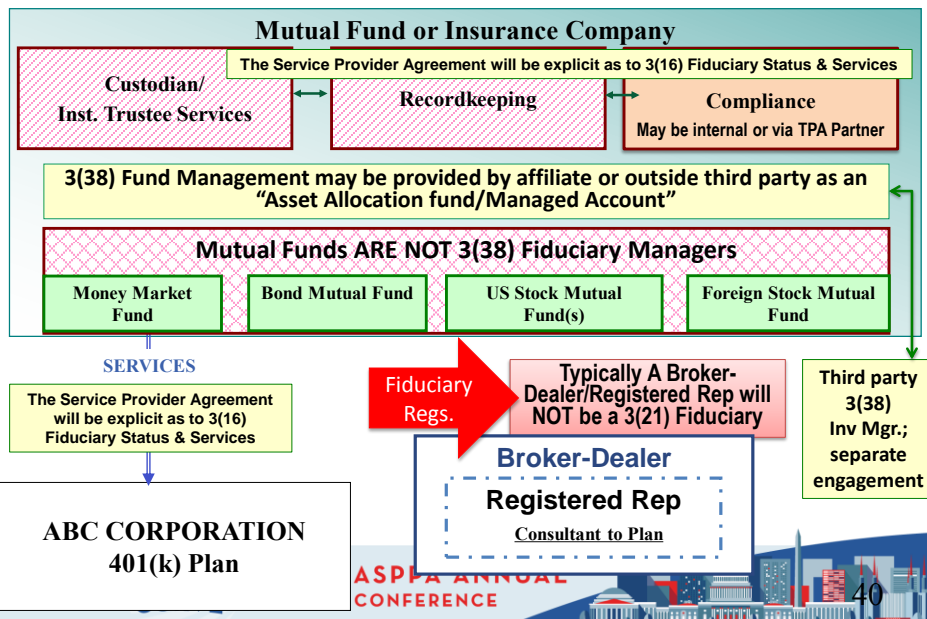 Mutual Fund or Insurance Company
The Service Provider Agreement will be explicit as to 3(16) Fiduciary Status & Services
Custodian/
Inst. Trustee Services
Recordkeeping
Compliance
May be internal or via TPA Partner
3(38) Fund Management may be provided by affiliate or outside third party as an
“Asset Allocation fund/Managed Account”
Mutual Funds ARE NOT 3(38) Fiduciary Managers
Money Market
Fund
Bond Mutual Fund
US Stock Mutual
Fund(s)
Foreign Stock Mutual
Fund
SERVICES
The Service Provider Agreement
will be explicit as to 3(16)
Fiduciary Status & Services
ABC CORPORATION
401(k) Plan
Fiduciary
Regs.
Typically A Broker-
Dealer/Registered Rep will
NOT be a 3(21) Fiduciary
Broker-Dealer
Registered Rep
Consultant to Plan
Third party
3(38)
Inv Mgr.;
separate
engagement
ASPPA ANNUAL
CONFERENCE
40